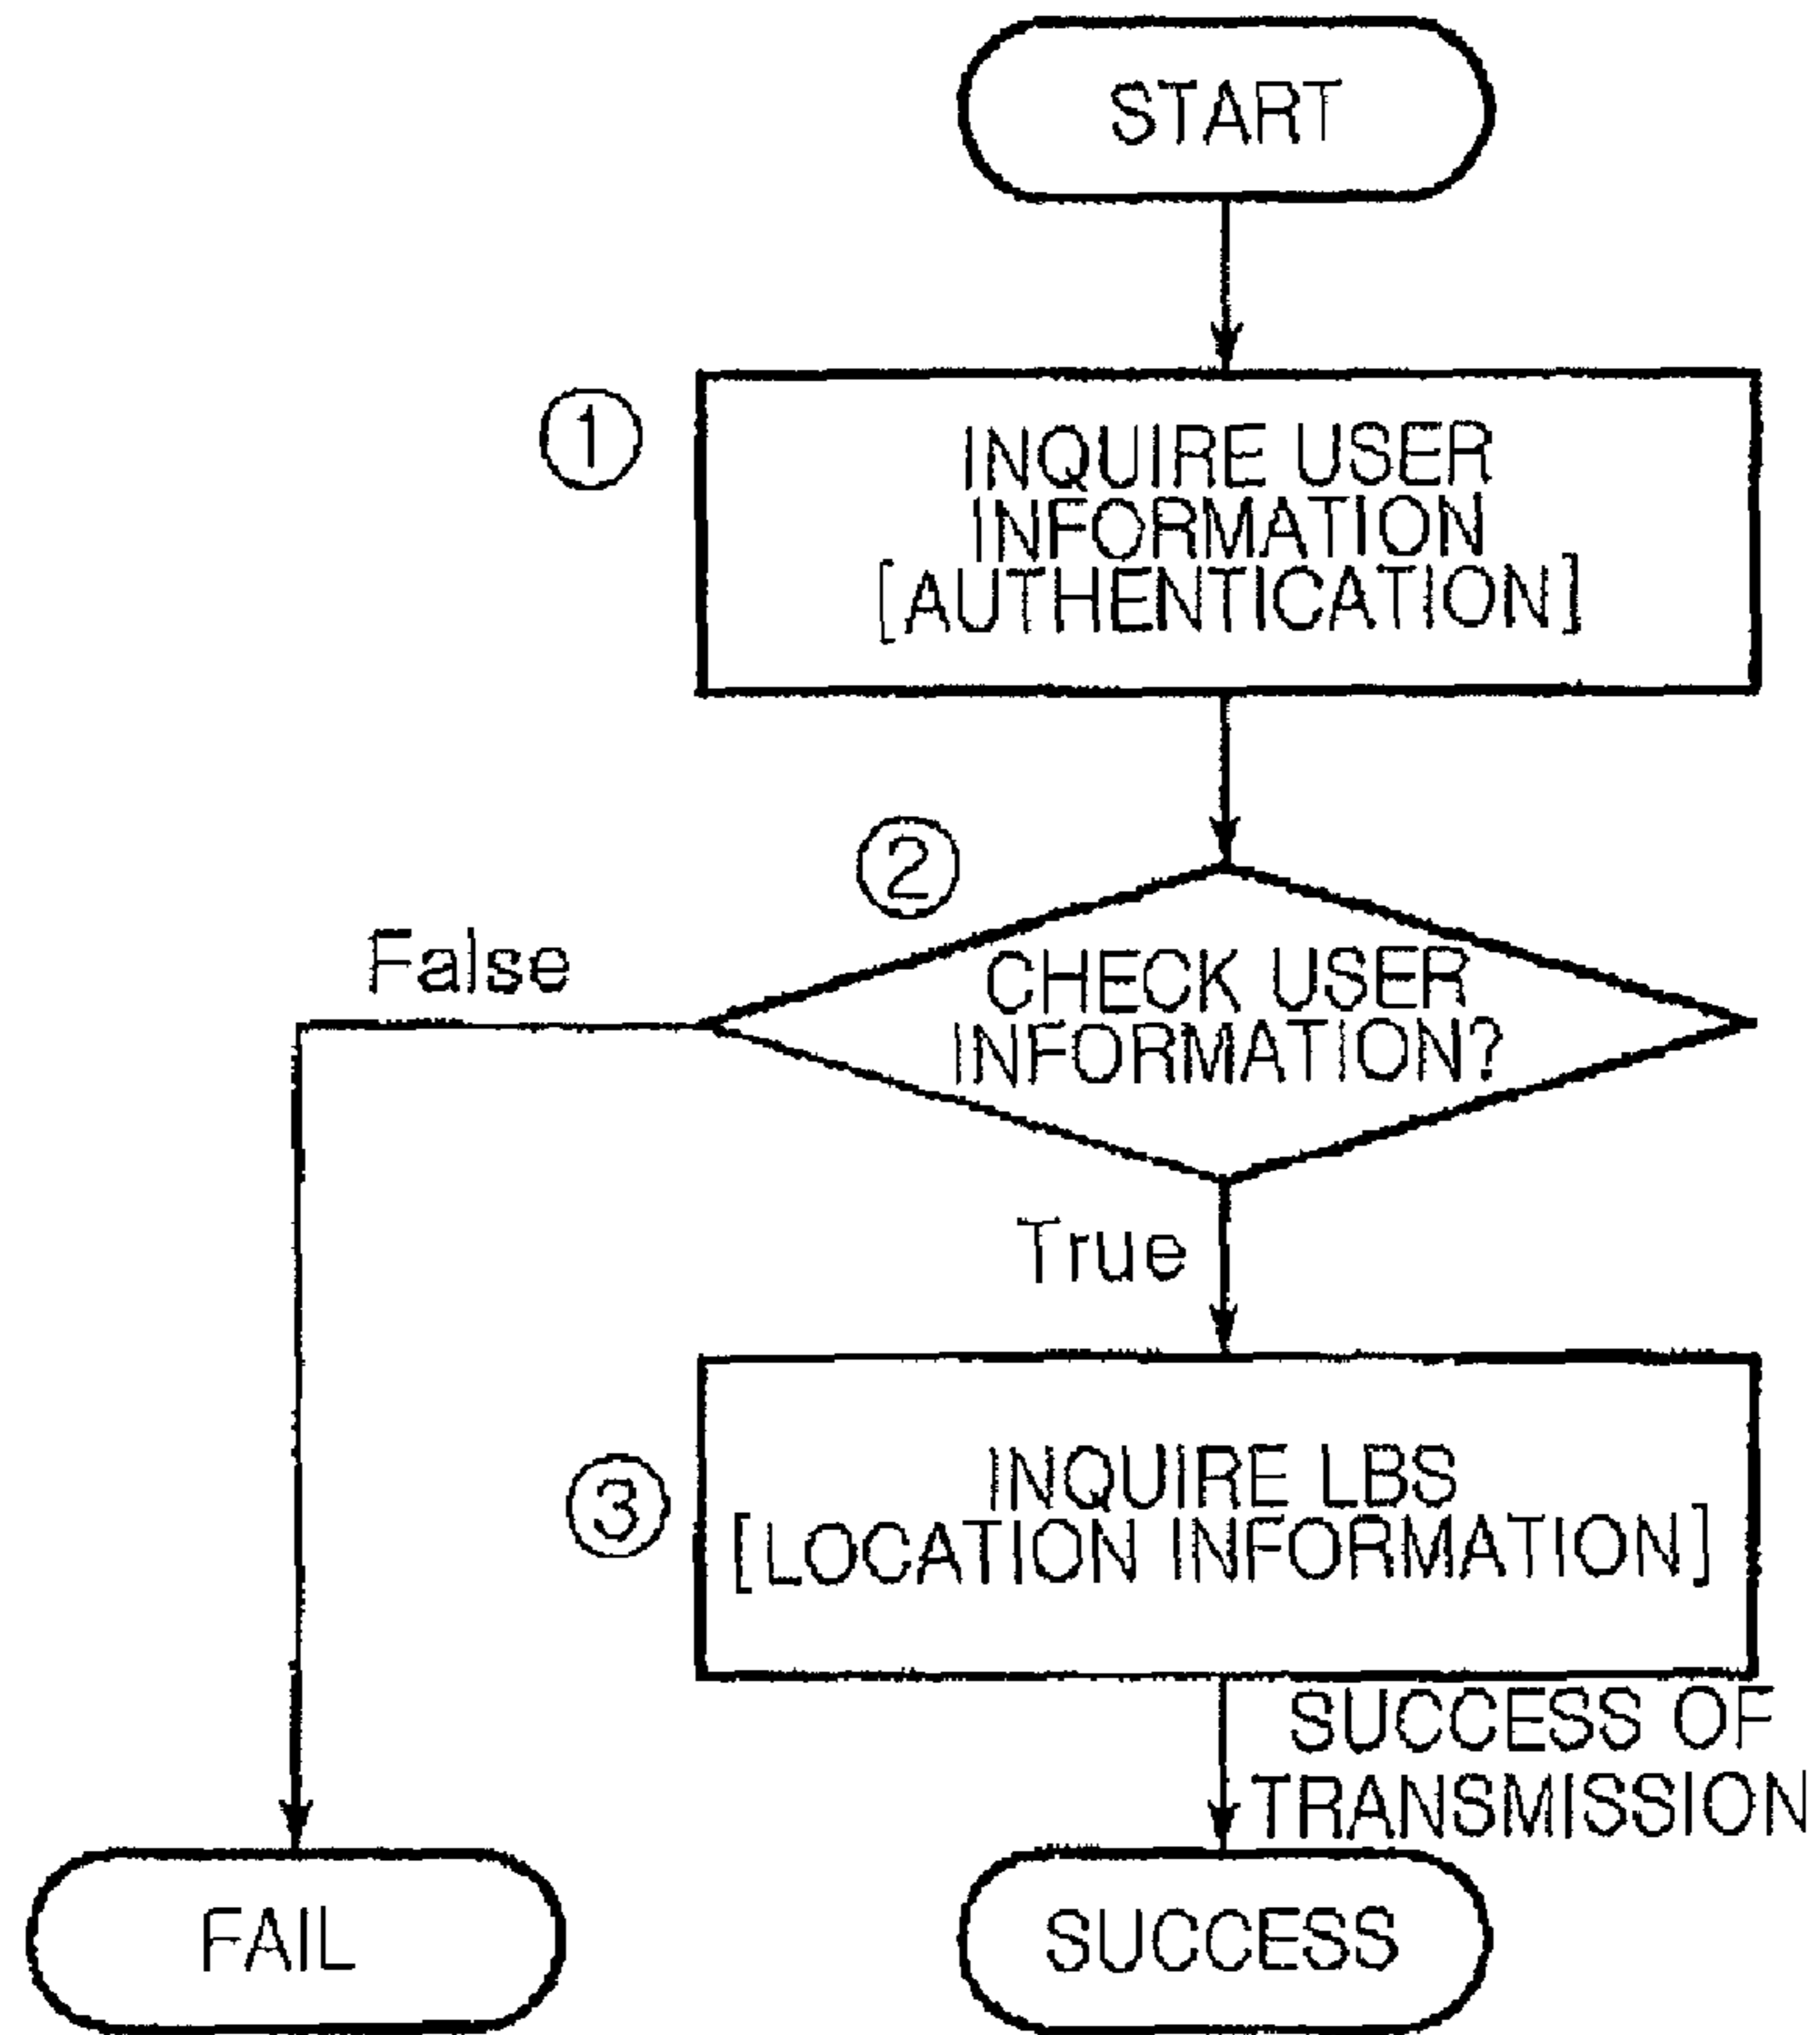 START
①
INQUIRE USER
INFORMATION
[AUTHENTICATION]
②
False
CHECK USER
INFORMATION?
True
③
INQUIRE LBS
[LOCATION INFORMATION]
SUCCESS OF
TRANSMISSION
FAIL
SUCCESS